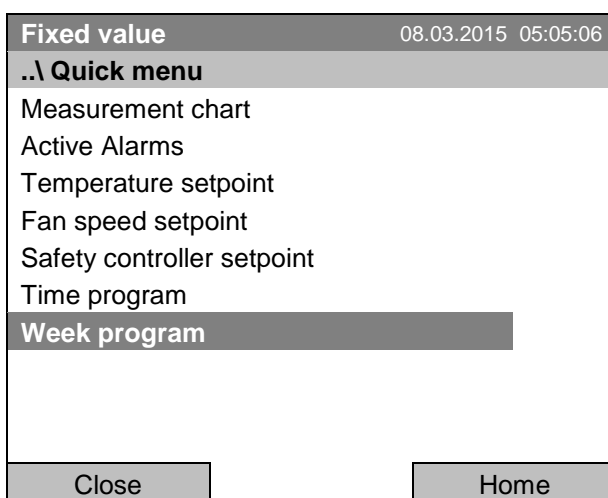 Fixed value 08.03.2015 05:05:06
..\ Quick menu
Measurement chart
Active Alarms
Temperature setpoint
Fan speed setpoint
Safety controller setpoint
Time program
Week program
Close Home